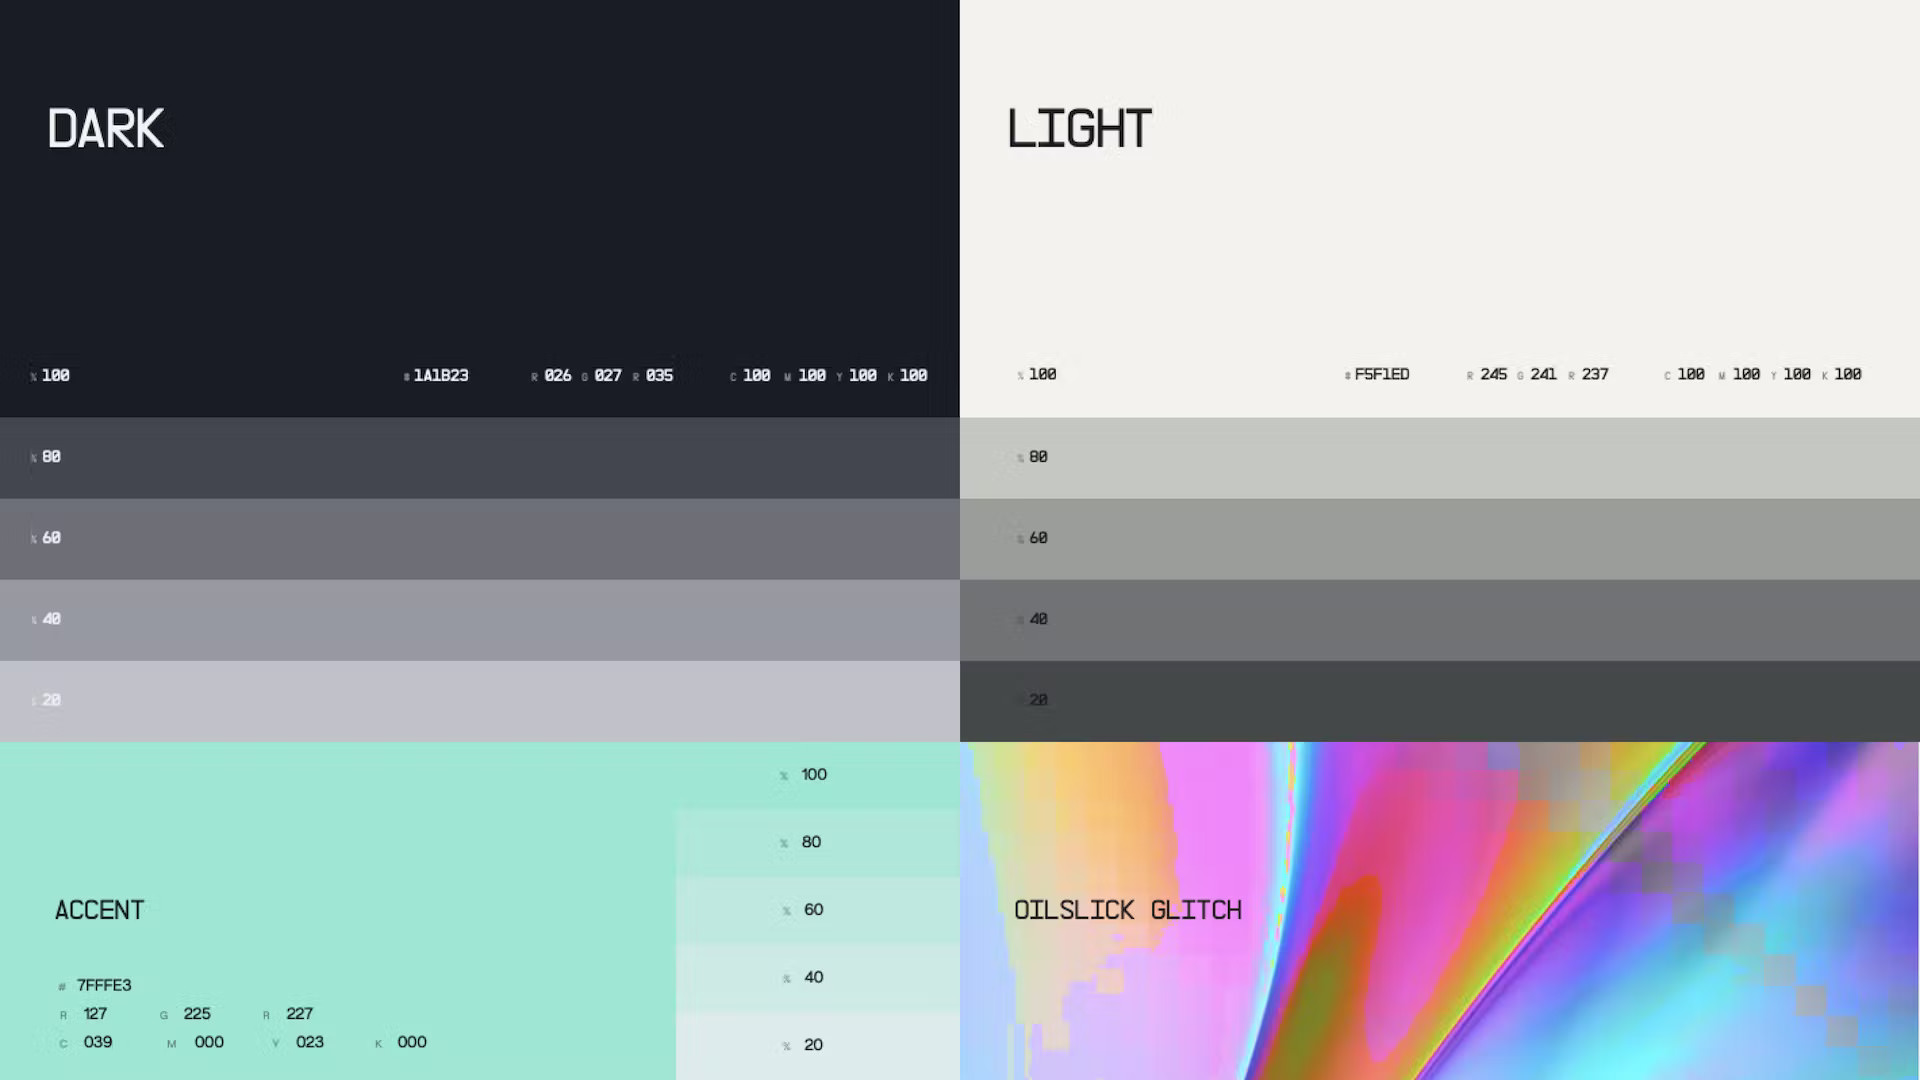 DARK
% 100 # 1A1B23 R 026 G 027 R 035 C 100 M 100 Y 100 K 100
% 80
% 60
% 40
% 20
LIGHT
% 100 # F5F1ED R 245 G 241 R 237 C 100 M 100 Y 100 K 100
% 80
% 60
% 40
% 20
ACCENT
# 7FFFE3
R 127 G 225 R 227
C 039 M 000 Y 023 K 000
% 100
% 80
% 60
% 40
% 20
OILSLICK GLITCH